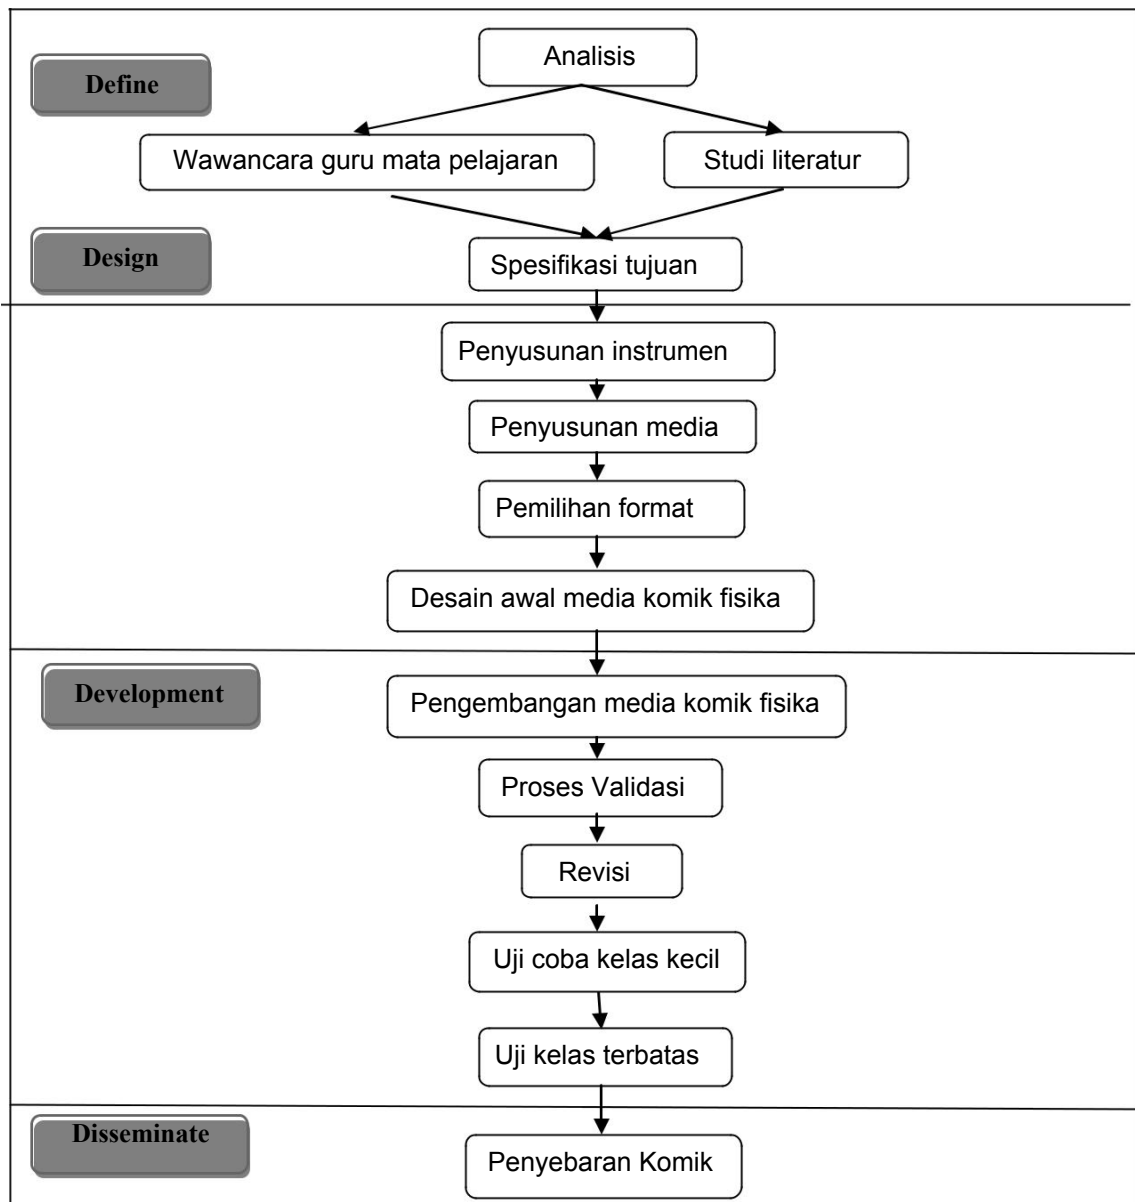 Define
Analisis
Wawancara guru mata pelajaran
Studi literatur
Design
Spesifikasi tujuan
Penyusunan instrumen
Penyusunan media
Pemilihan format
Desain awal media komik fisika
Development
Pengembangan media komik fisika
Proses Validasi
Revisi
Uji coba kelas kecil
Uji kelas terbatas
Disseminate
Penyebaran Komik